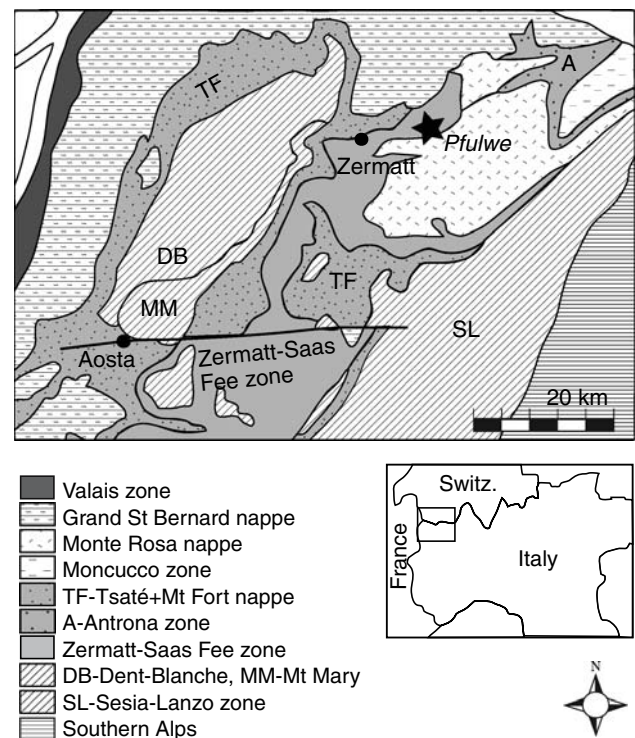 TF
A
Pfulwe
Zermatt
DB
TF
MM
SL
Aosta
Zermatt-Saas
Fee zone
20 km
Valais zone
Grand St Bernard nappe
Monte Rosa nappe
Moncucco zone
TF-Tsaté+Mt Fort nappe
A-Antrona zone
Zermatt-Saas Fee zone
DB-Dent-Blanche, MM-Mt Mary
SL-Sesia-Lanzo zone
Southern Alps
Switz.
France
Italy
N